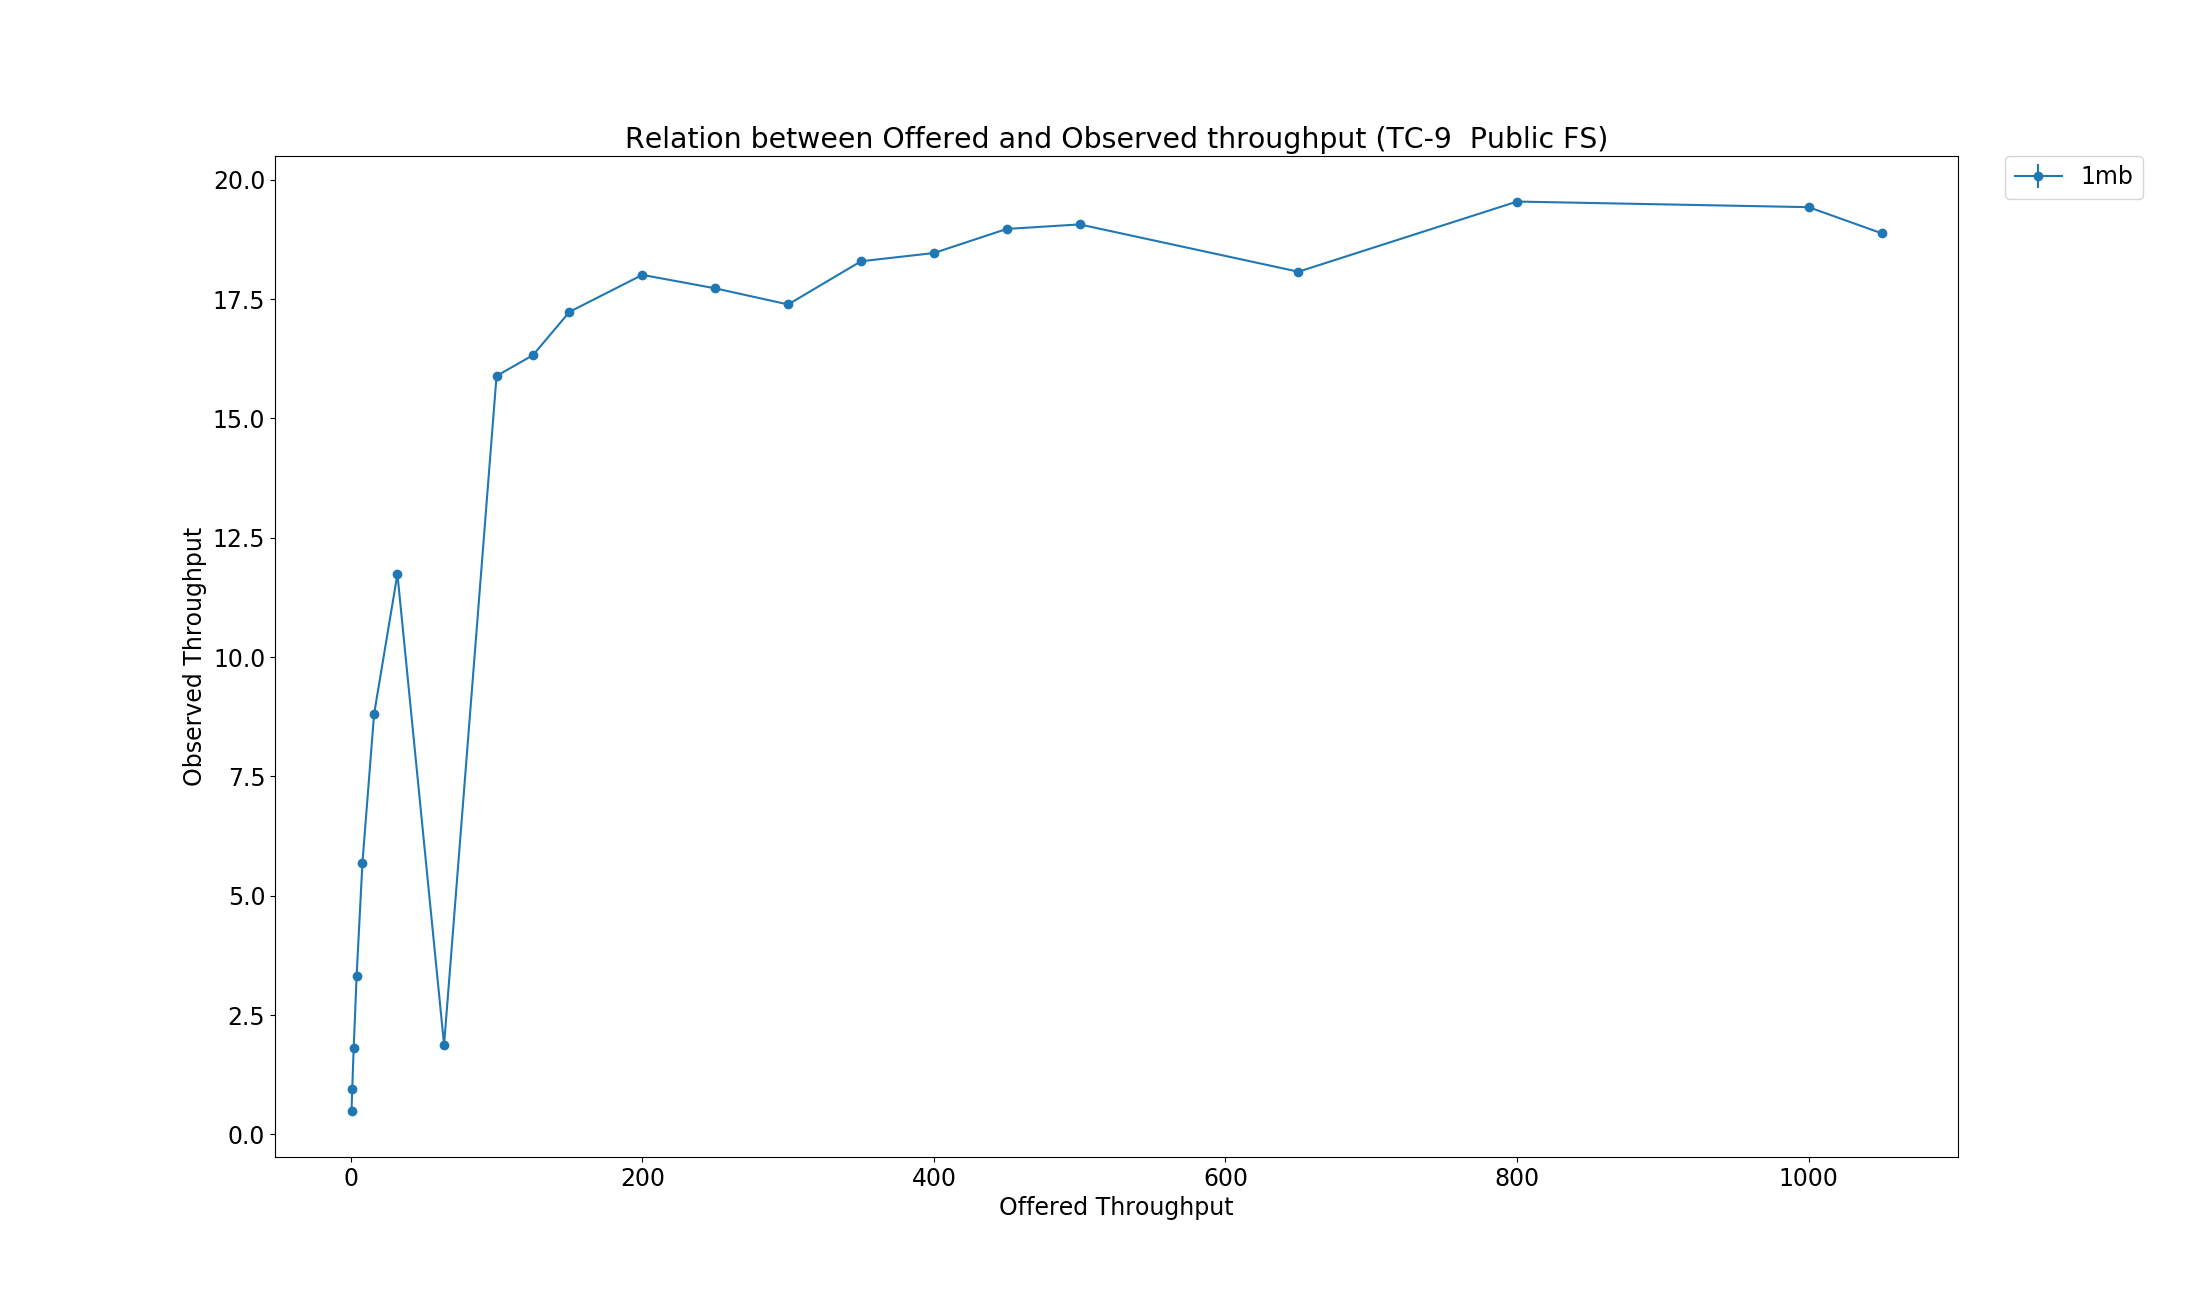 Relation between Offered and Observed throughput (TC-9  Public FS)
1mb
20.0
17.5
15.0
12.5
10.0
7.5
5.0
2.5
0.0
Observed Throughput
0 200 400 600 800 1000
Offered Throughput